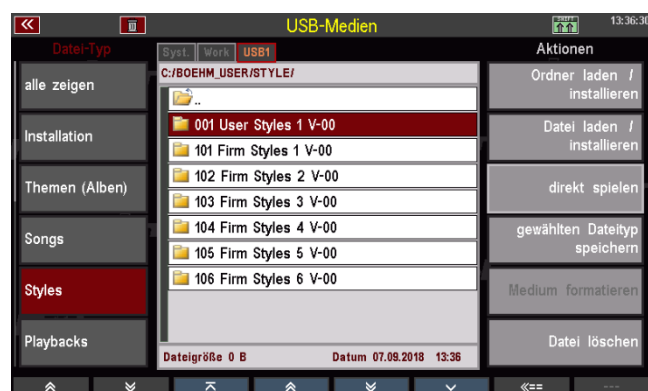 USB-Medien
13:36:30
Datei-Typ
Syst. Work USB1
Aktionen
C:/BOEHM_USER/STYLE/
..
alle zeigen
Installation
Themen (Alben)
Songs
Styles
Playbacks
001 User Styles 1 V-00
101 Firm Styles 1 V-00
102 Firm Styles 2 V-00
103 Firm Styles 3 V-00
104 Firm Styles 4 V-00
105 Firm Styles 5 V-00
106 Firm Styles 6 V-00
Dateigröße 0 B Datum 07.09.2018 13:36
Ordner laden /
installieren
Datei laden /
installieren
direkt spielen
gewählten Dateityp
speichern
Medium formatieren
Datei löschen
«== ---